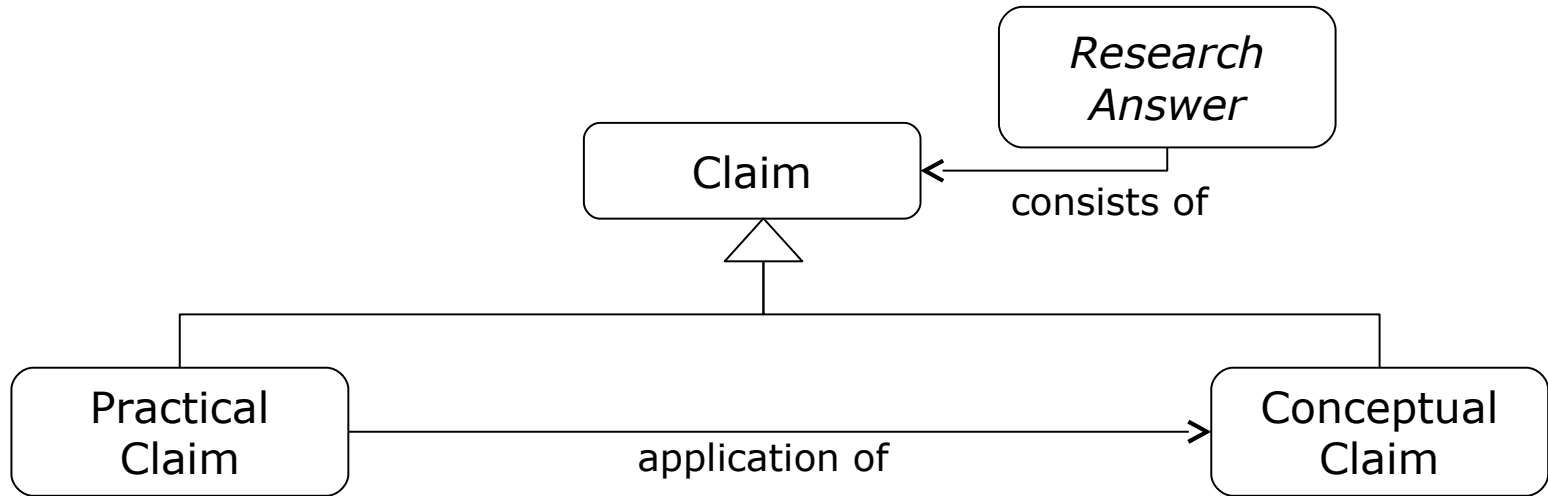 Research
Answer
Claim
consists of
Practical
Claim
application of
Conceptual
Claim